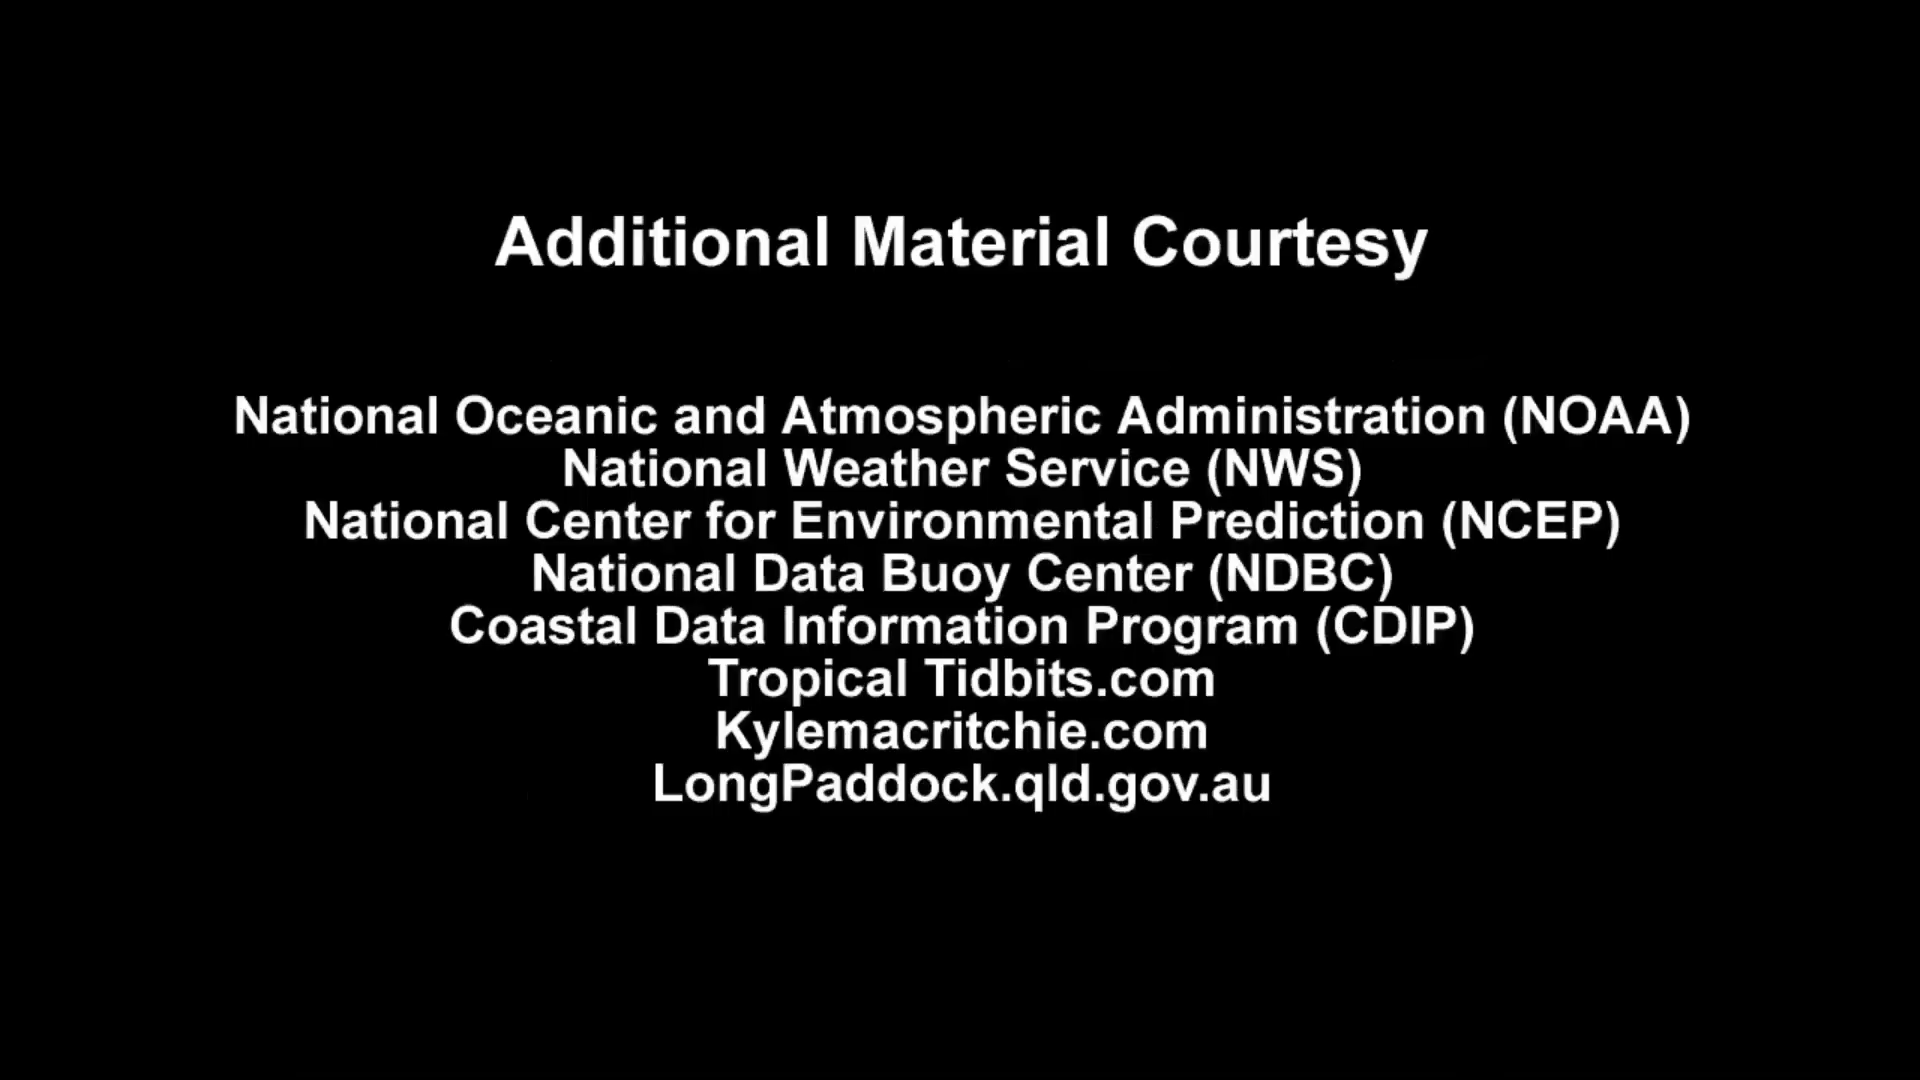 Additional Material Courtesy
National Oceanic and Atmospheric Administration (NOAA)
National Weather Service (NWS)
National Center for Environmental Prediction (NCEP)
National Data Buoy Center (NDBC)
Coastal Data Information Program (CDIP)
Tropical Tidbits.com
Kylemacritchie.com
LongPaddock.qld.gov.au